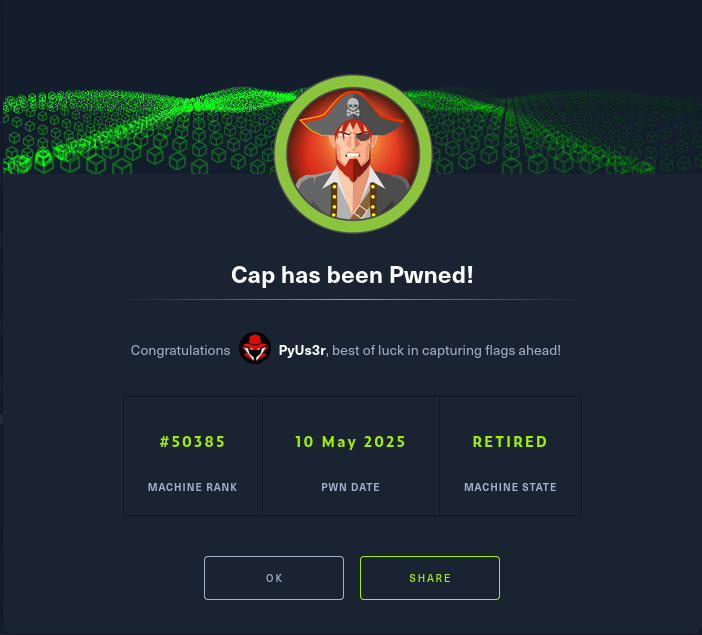 Cap has been Pwned!
Congratulations PyUs3r, best of luck in capturing flags ahead!
#50385 10 May 2025 RETIRED
MACHINE RANK PWN DATE MACHINE STATE
OK SHARE